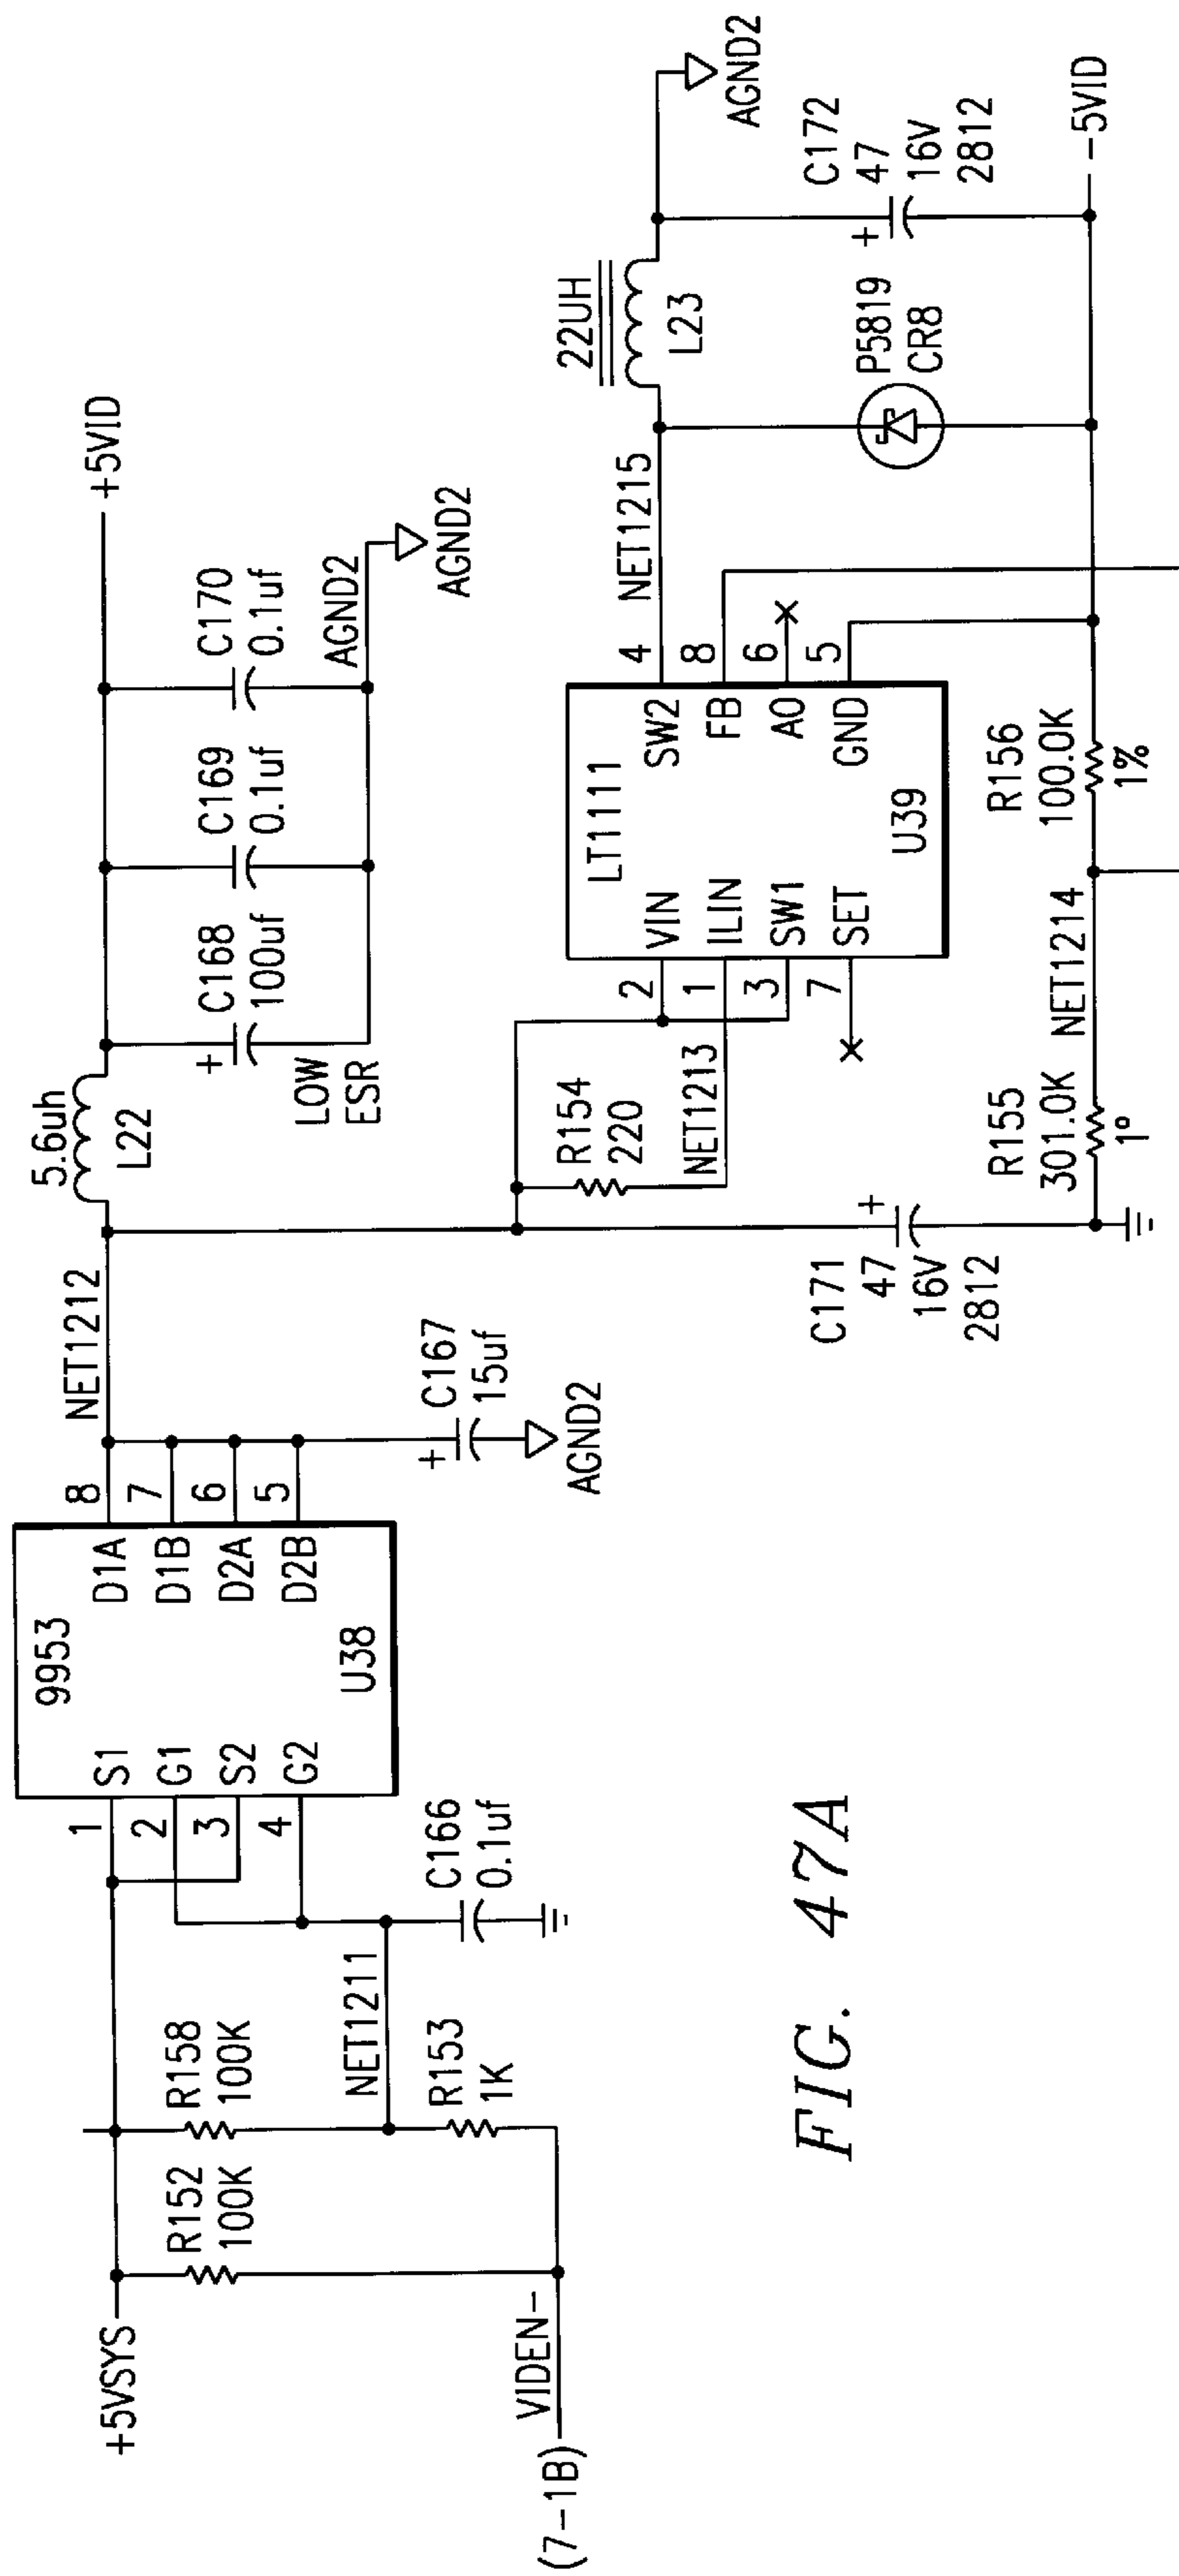 +5VSYS
R152
100K
R158
100K
VIDEN-
(7-1B)
NET1211
R153
1K
C166
0.1uf
9953
1
S1
2
G1
3
S2
4
G2
D1A
8
D1B
7
D2A
6
D2B
5
U38
NET1212
C167
15uf
AGND2
5.6uh
L22
+5VID
C168
100uf
LOW
ESR
C169
0.1uf
C170
0.1uf
AGND2
AGND2
R154
220
NET1213
C171
47
16V
2812
LT1111
2
VIN
1
ILIN
3
SW1
7
SET
SW2
4
FB
8
A0
6
GND
5
U39
NET1215
22UH
L23
AGND2
P5819
CR8
C172
47
16V
2812
-5VID
R155
301.0K
1°
NET1214
R156
100.0K
1%
FIG. 47A